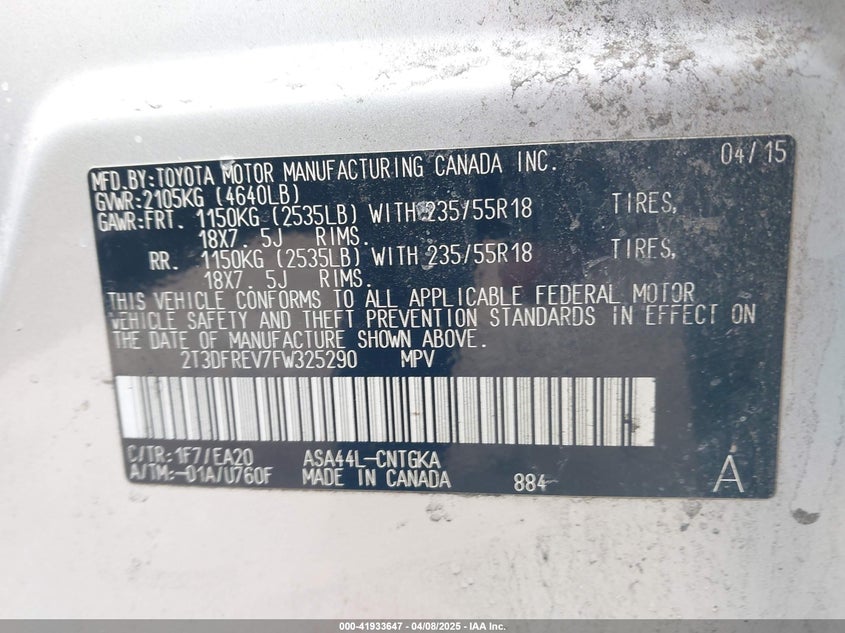 MFD.BY:TOYOTA MOTOR MANUFACTURING CANADA INC. 04/15
GVWR:2105KG (4640LB)
GAWR:FRT. 1150KG (2535LB) WITH 235/55R18 TIRES,
18X7. 5J RIMS.
RR. 1150KG (2535LB) WITH 235/55R18 TIRES,
18X7. 5J RIMS.
THIS VEHICLE CONFORMS TO ALL APPLICABLE FEDERAL MOTOR
VEHICLE SAFETY AND THEFT PREVENTION STANDARDS IN EFFECT ON
THE DATE OF MANUFACTURE SHOWN ABOVE.
2T3DFREV7FW325290 MPV
C/TR:1F7/EA20 ASA44L-CNTGKA
A/TM:-01A/U760F MADE IN CANADA 884 A
000-41933647 - 04/08/2025 - IAA Inc.